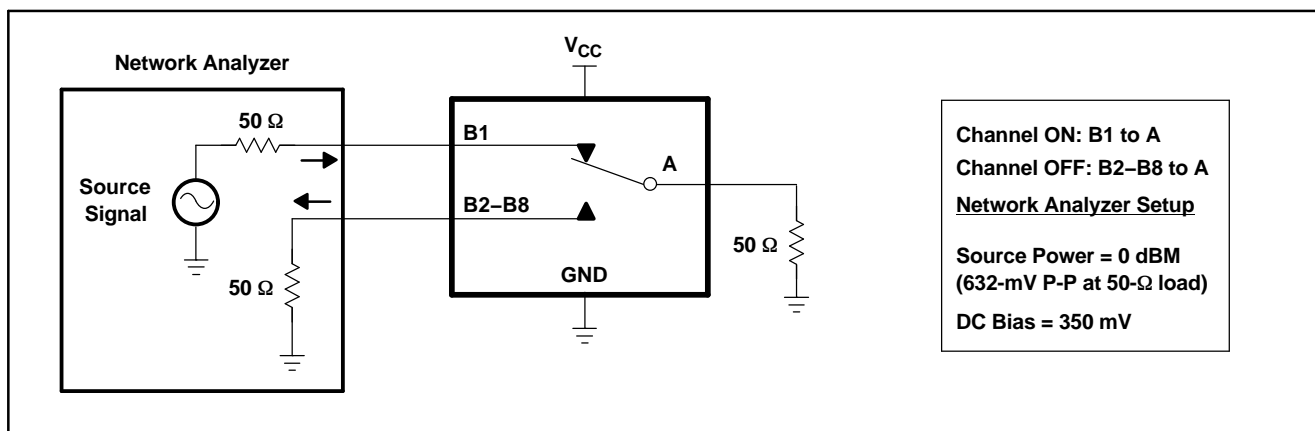 Network Analyzer
50 Ω
Source
Signal
50 Ω
VCC
B1
A
B2–B8
GND
50 Ω
Channel ON: B1 to A
Channel OFF: B2–B8 to A
Network Analyzer Setup
Source Power = 0 dBM
(632-mV P-P at 50-Ω load)
DC Bias = 350 mV